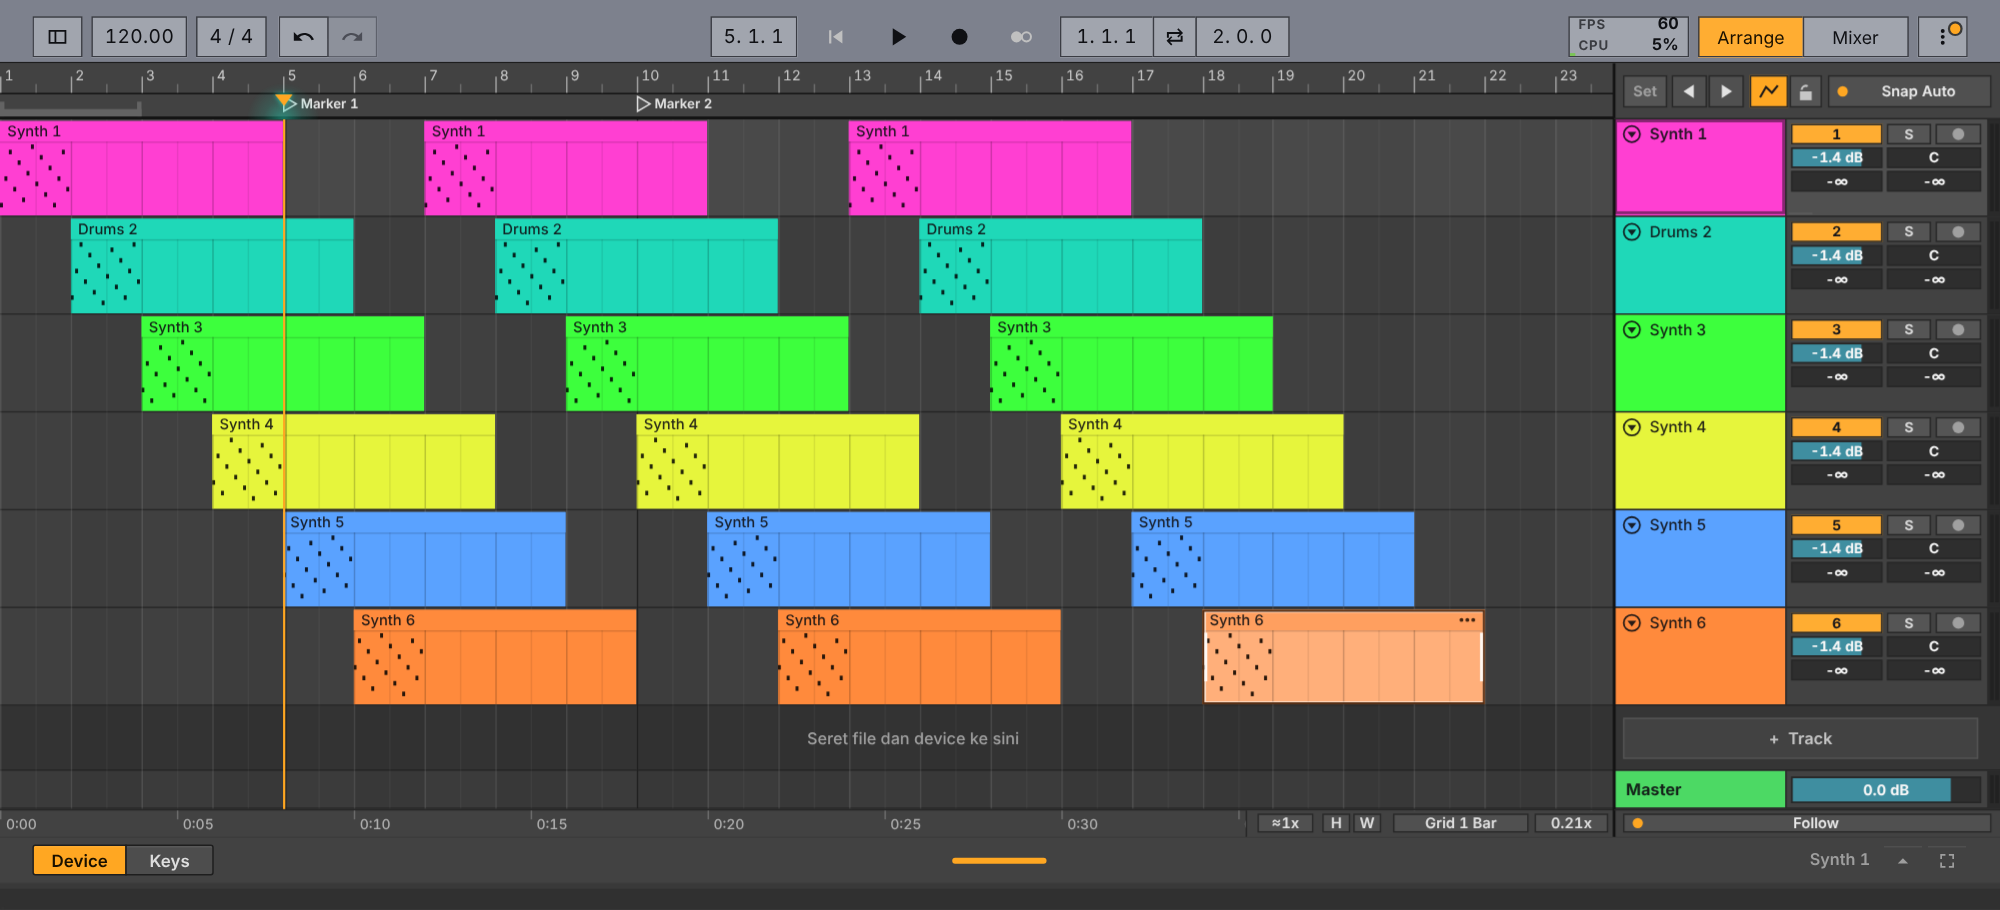 120.00 4 / 4 5. 1. 1 1. 1. 1 2. 0. 0 FPS 60 CPU 5% Arrange Mixer
1 2 3 4 5 6 7 8 9 10 11 12 13 14 15 16 17 18 19 20 21 22 23
Set Snap Auto
Marker 1 Marker 2
Synth 1 Synth 1 Synth 1 Synth 1 1 S
-1.4 dB C
-∞ -∞
Drums 2 Drums 2 Drums 2 Drums 2 2 S
-1.4 dB C
-∞ -∞
Synth 3 Synth 3 Synth 3 Synth 3 3 S
-1.4 dB C
-∞ -∞
Synth 4 Synth 4 Synth 4 Synth 4 4 S
-1.4 dB C
-∞ -∞
Synth 5 Synth 5 Synth 5 Synth 5 5 S
-1.4 dB C
-∞ -∞
Synth 6 Synth 6 Synth 6 Synth 6 6 S
-1.4 dB C
-∞ -∞
Seret file dan device ke sini + Track
Master 0.0 dB
0:00 0:05 0:10 0:15 0:20 0:25 0:30 ≈1x H W Grid 1 Bar 0.21x Follow
Device Keys Synth 1